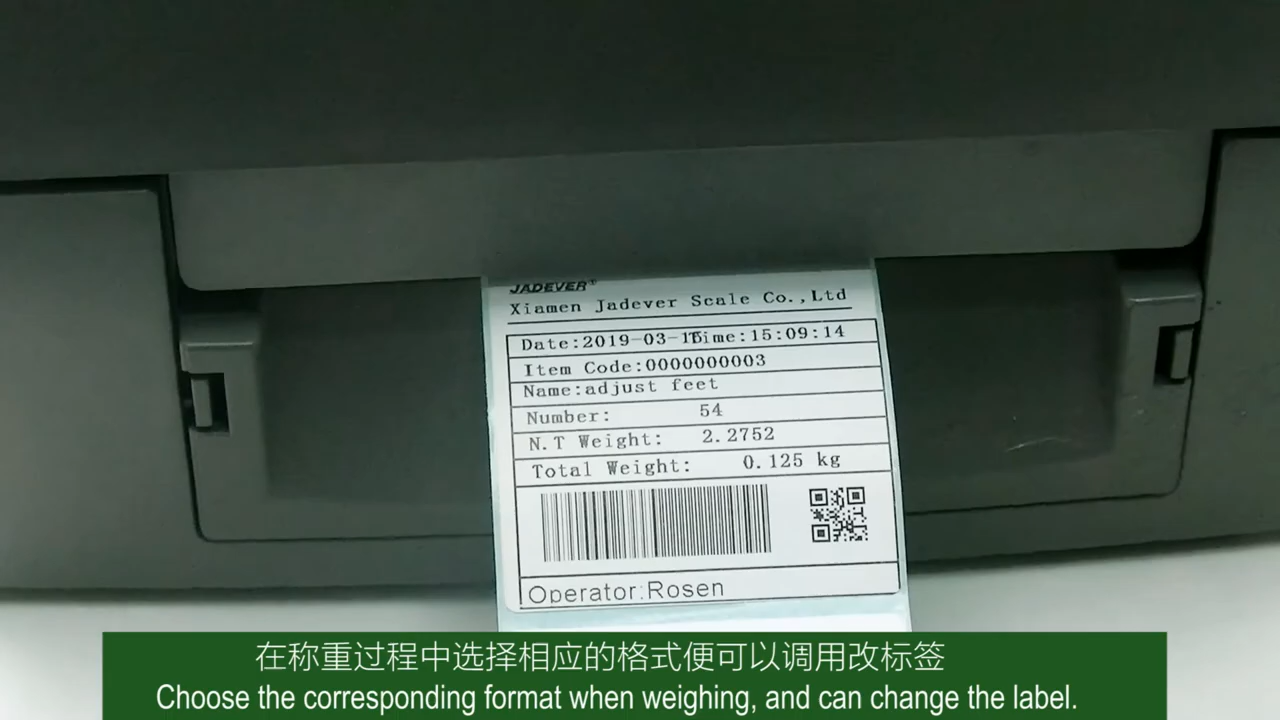 JADEVER®
Xiamen Jadever Scale Co.,Ltd
Date:2019-03-15 Time:15:09:14
Item Code:0000000003
Name:adjust feet
Number: 54
N.T Weight: 2.2752
Total Weight: 0.125 kg
Operator:Rosen
在称重过程中选择相应的格式便可以调用改标签
Choose the corresponding format when weighing, and can change the label.